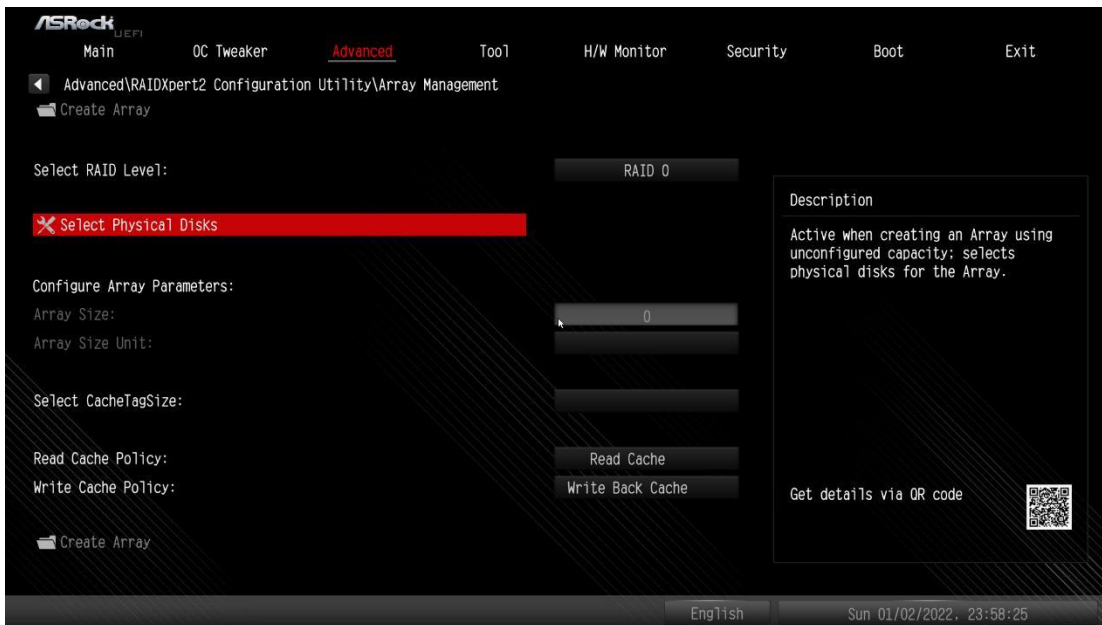 ASRock UEFI
Main OC Tweaker Advanced Tool H/W Monitor Security Boot Exit
Advanced\RAIDXpert2 Configuration Utility\Array Management
Create Array
Select RAID Level: RAID 0
Select Physical Disks
Configure Array Parameters:
Array Size: 0
Array Size Unit:
Select CacheTagSize:
Read Cache Policy: Read Cache
Write Cache Policy: Write Back Cache
Create Array
Description
Active when creating an Array using
unconfigured capacity; selects
physical disks for the Array.
Get details via QR code
English Sun 01/02/2022, 23:58:25